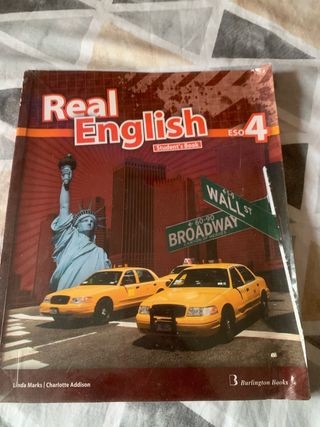 Real
English
Student's Book
ESO 4
WALL ST
BROADWAY
Linda Marks | Charlotte Addison
B Burlington Books